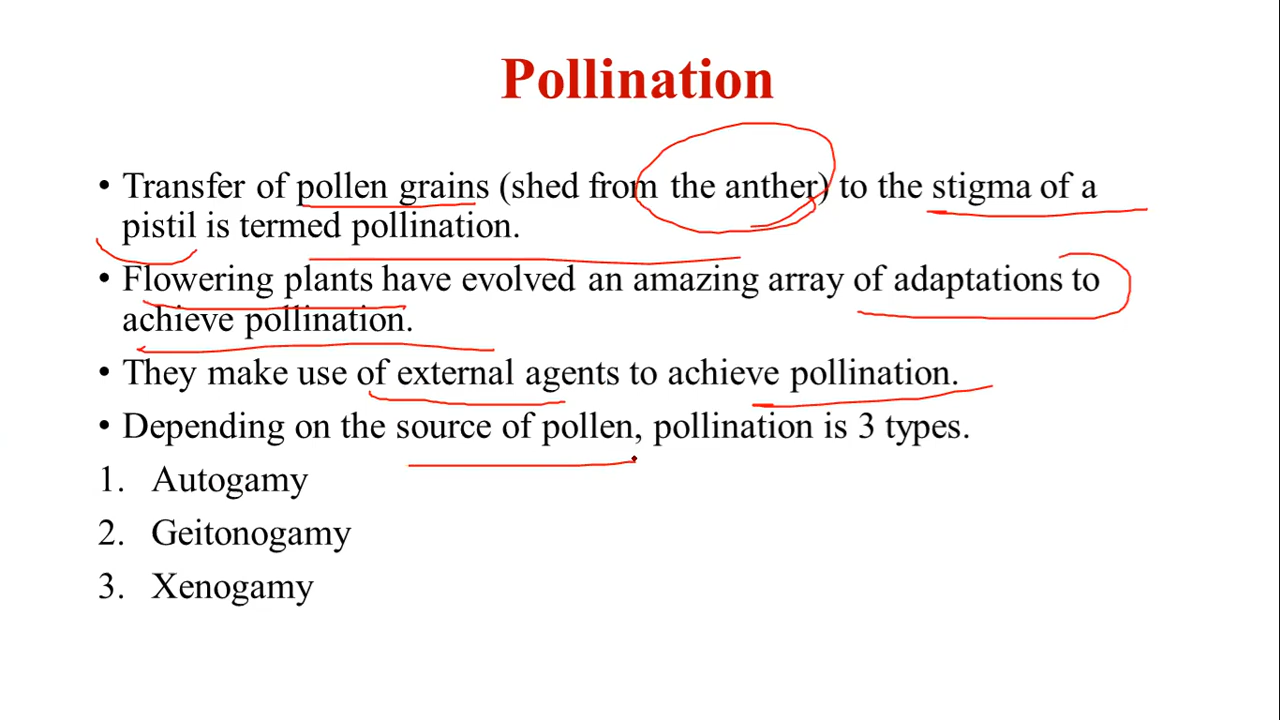 Pollination
• Transfer of pollen grains (shed from the anther) to the stigma of a
pistil is termed pollination.
• Flowering plants have evolved an amazing array of adaptations to
achieve pollination.
• They make use of external agents to achieve pollination.
• Depending on the source of pollen, pollination is 3 types.
1. Autogamy
2. Geitonogamy
3. Xenogamy